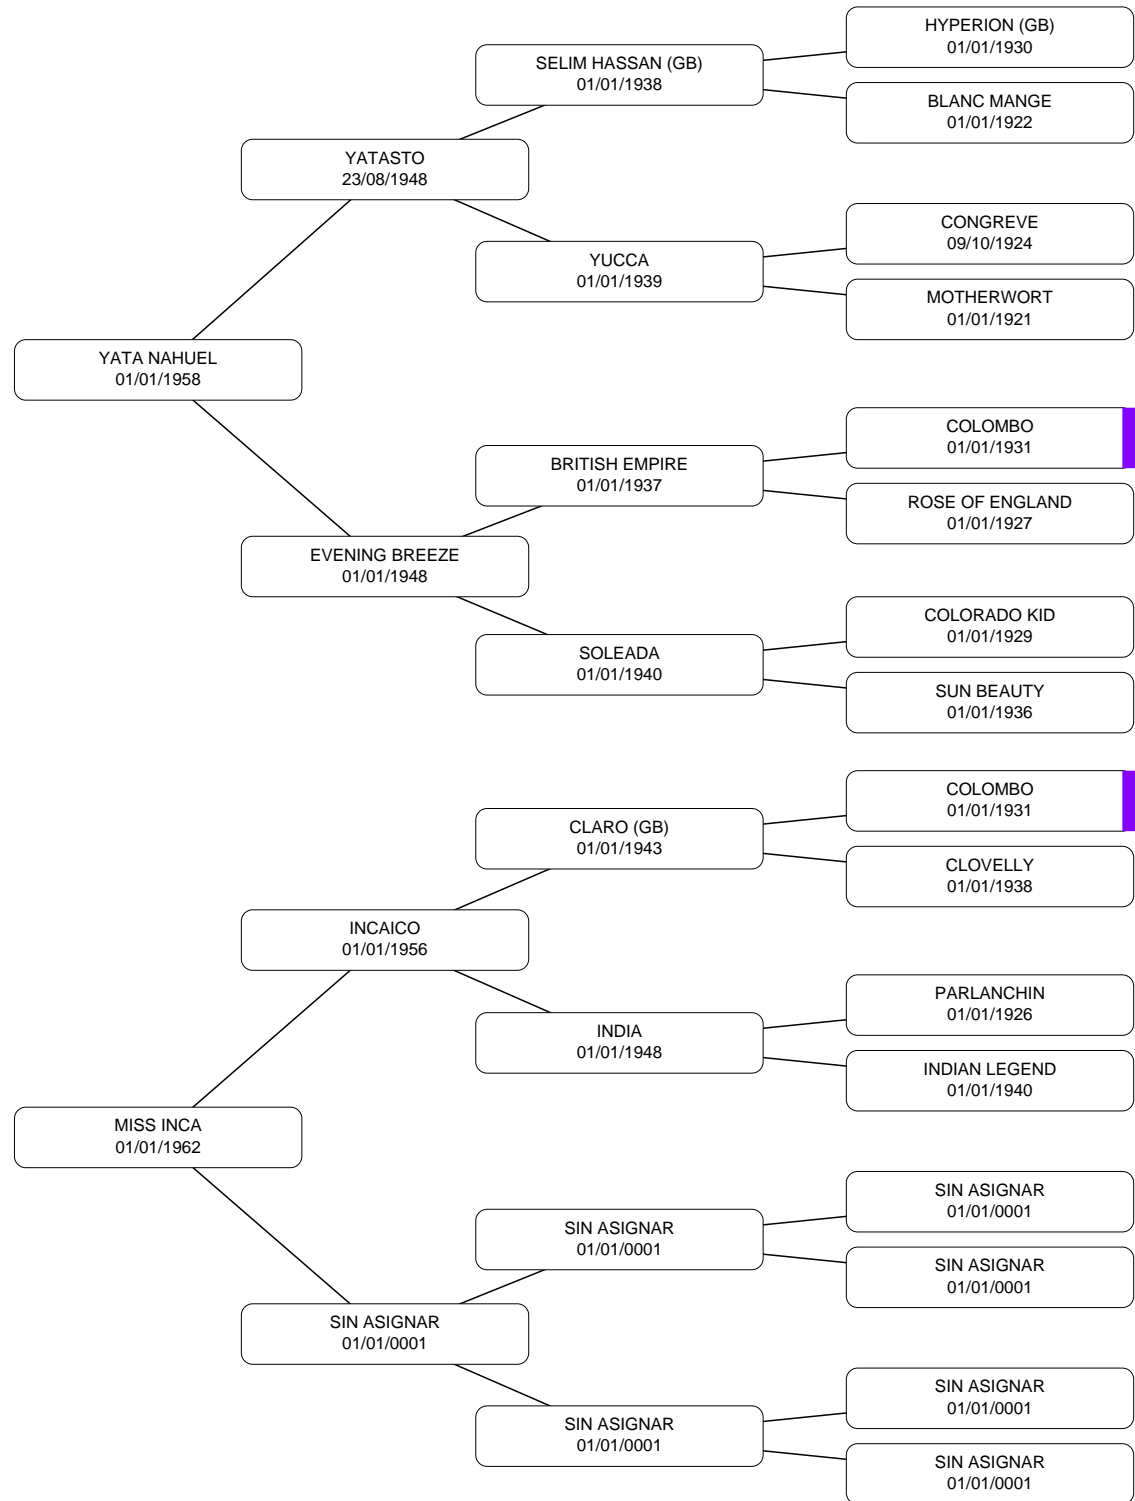 HYPERION (GB)
01/01/1930
SELIM HASSAN (GB)
01/01/1938
BLANC MANGE
01/01/1922
YATASTO
23/08/1948
CONGREVE
09/10/1924
YUCCA
01/01/1939
MOTHERWORT
01/01/1921
YATA NAHUEL
01/01/1958
COLOMBO
01/01/1931
BRITISH EMPIRE
01/01/1937
ROSE OF ENGLAND
01/01/1927
EVENING BREEZE
01/01/1948
COLORADO KID
01/01/1929
SOLEADA
01/01/1940
SUN BEAUTY
01/01/1936
COLOMBO
01/01/1931
CLARO (GB)
01/01/1943
CLOVELLY
01/01/1938
INCAICO
01/01/1956
PARLANCHIN
01/01/1926
INDIA
01/01/1948
INDIAN LEGEND
01/01/1940
MISS INCA
01/01/1962
SIN ASIGNAR
01/01/0001
SIN ASIGNAR
01/01/0001
SIN ASIGNAR
01/01/0001
SIN ASIGNAR
01/01/0001
SIN ASIGNAR
01/01/0001
SIN ASIGNAR
01/01/0001
SIN ASIGNAR
01/01/0001